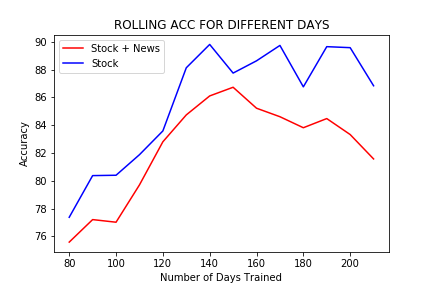 ROLLING ACC FOR DIFFERENT DAYS
Stock + News
Stock
90
88
86
84
82
80
78
76
Accuracy
80 100 120 140 160 180 200
Number of Days Trained